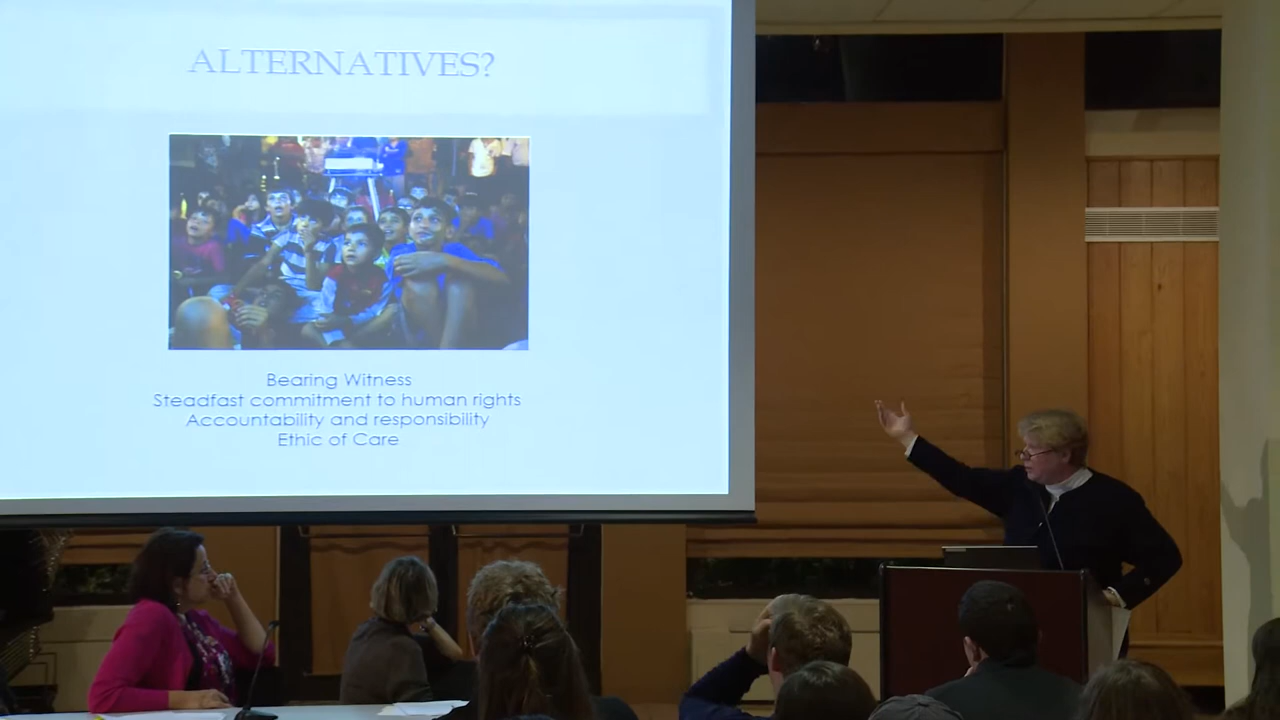 ALTERNATIVES?
Bearing Witness
Steadfast commitment to human rights
Accountability and responsibility
Ethic of Care